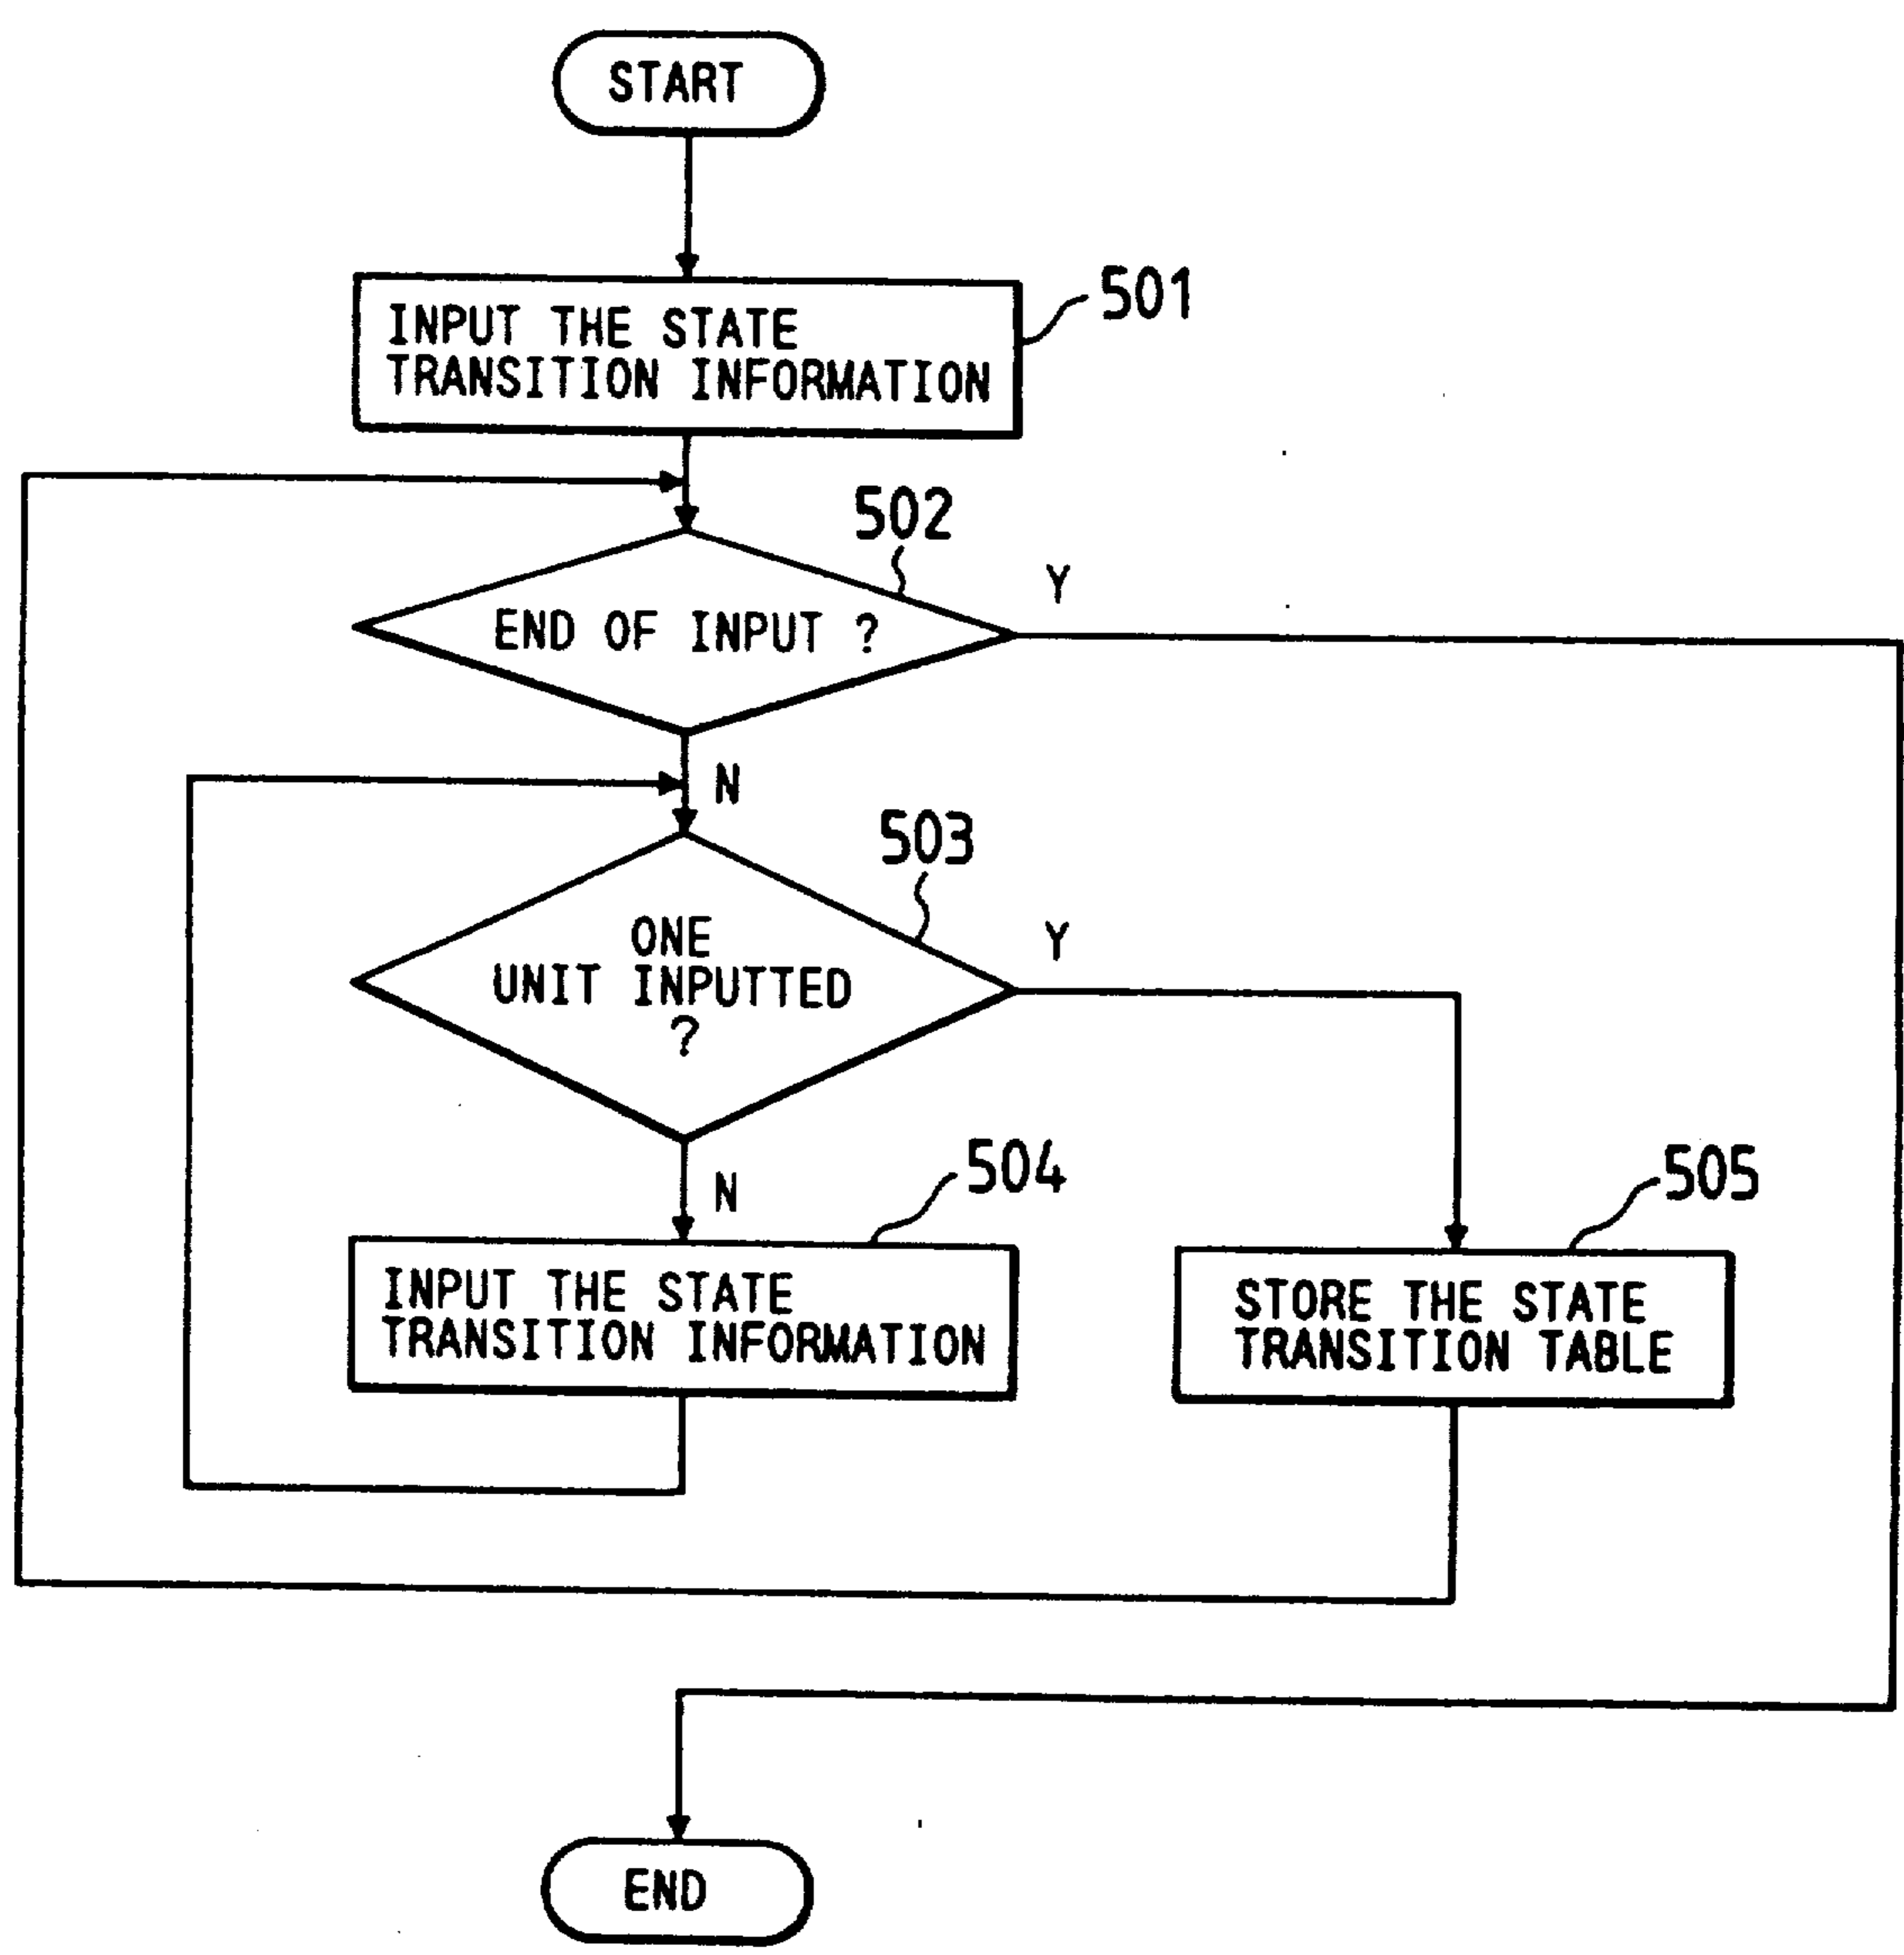 START
INPUT THE STATE
TRANSITION INFORMATION
501
502
END OF INPUT ?
Y
N
503
ONE
UNIT INPUTTED
?
Y
N
504
INPUT THE STATE
TRANSITION INFORMATION
505
STORE THE STATE
TRANSITION TABLE
END